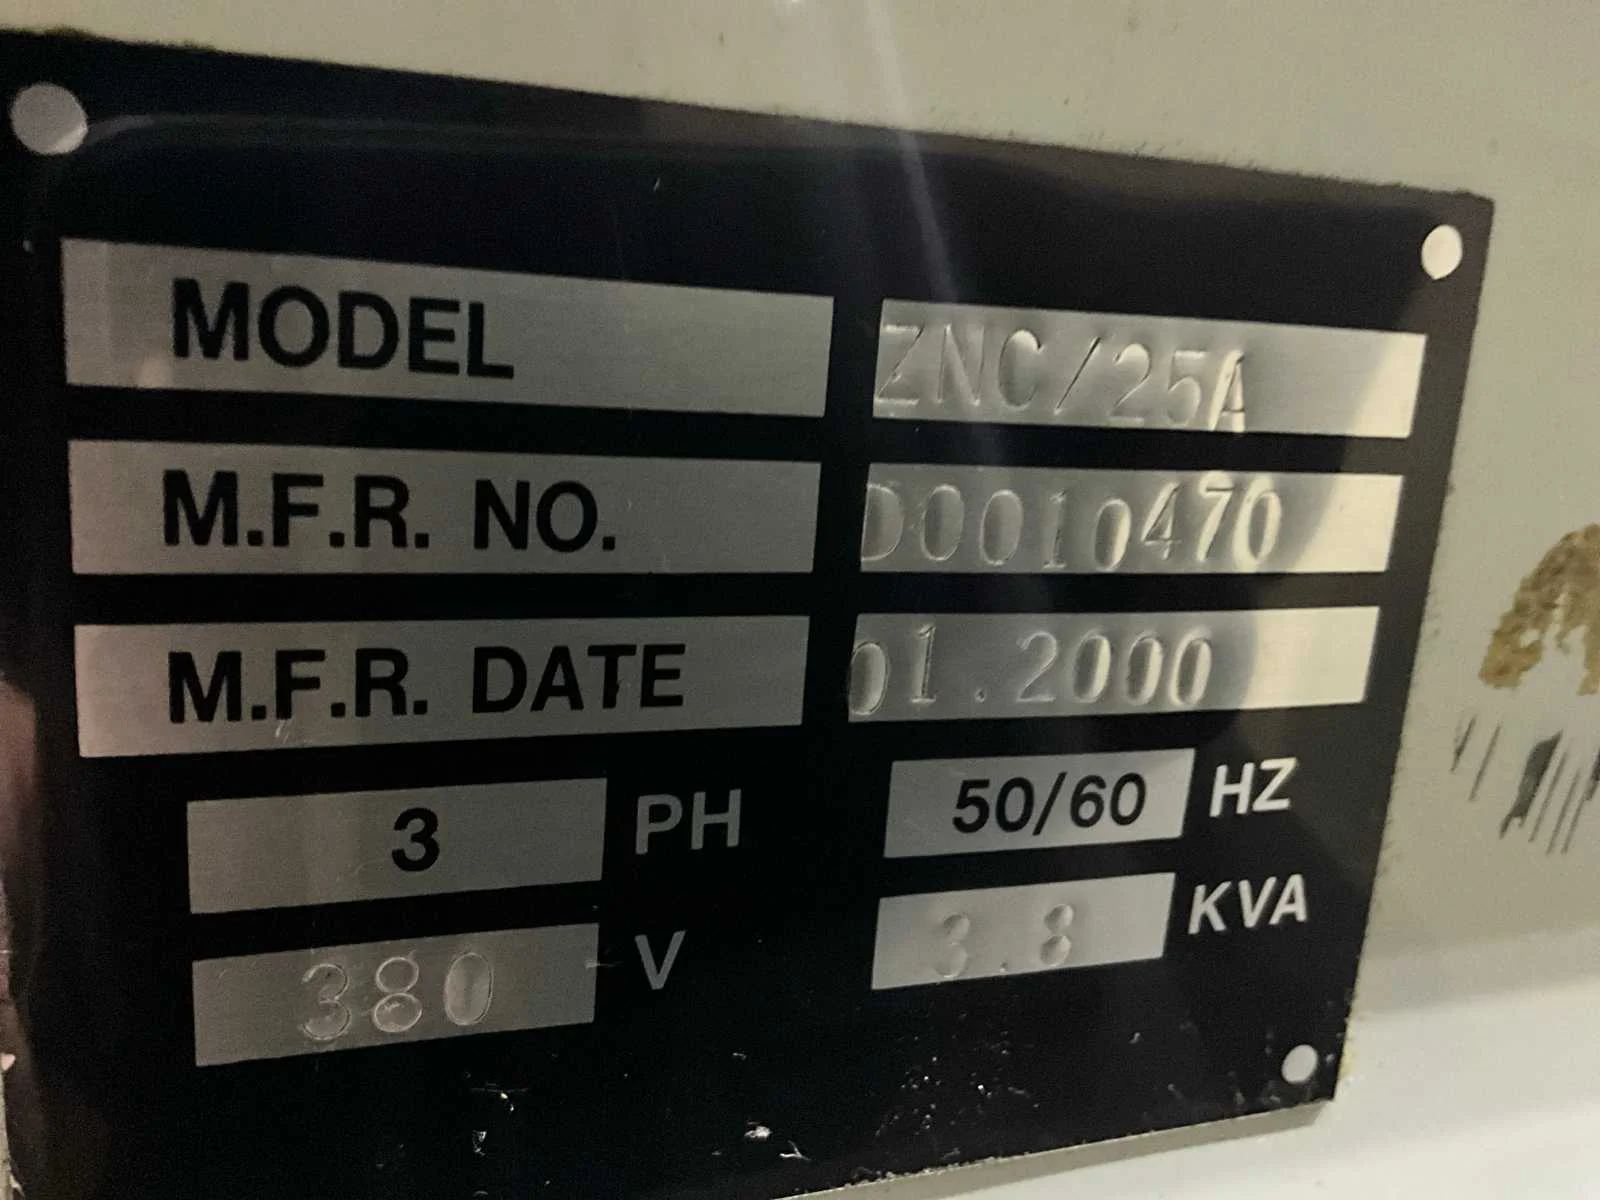 MODEL ZNC/25A
M.F.R. NO. D0010470
M.F.R. DATE 01.2000
3 PH 50/60 HZ
380 V 3.8 KVA